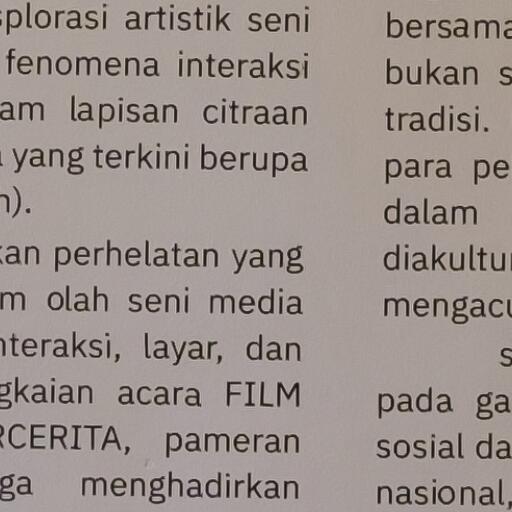 splorasi artistik seni
fenomena interaksi
am lapisan citraan
yang terkini berupa
n).
kan perhelatan yang
m olah seni media
nteraksi, layar, dan
gkaian acara FILM
RCERITA, pameran
ga menghadirkan
bersama
bukan s
tradisi.
para pe
dalam
diakultu
mengacu
s
pada ga
sosial da
nasional,